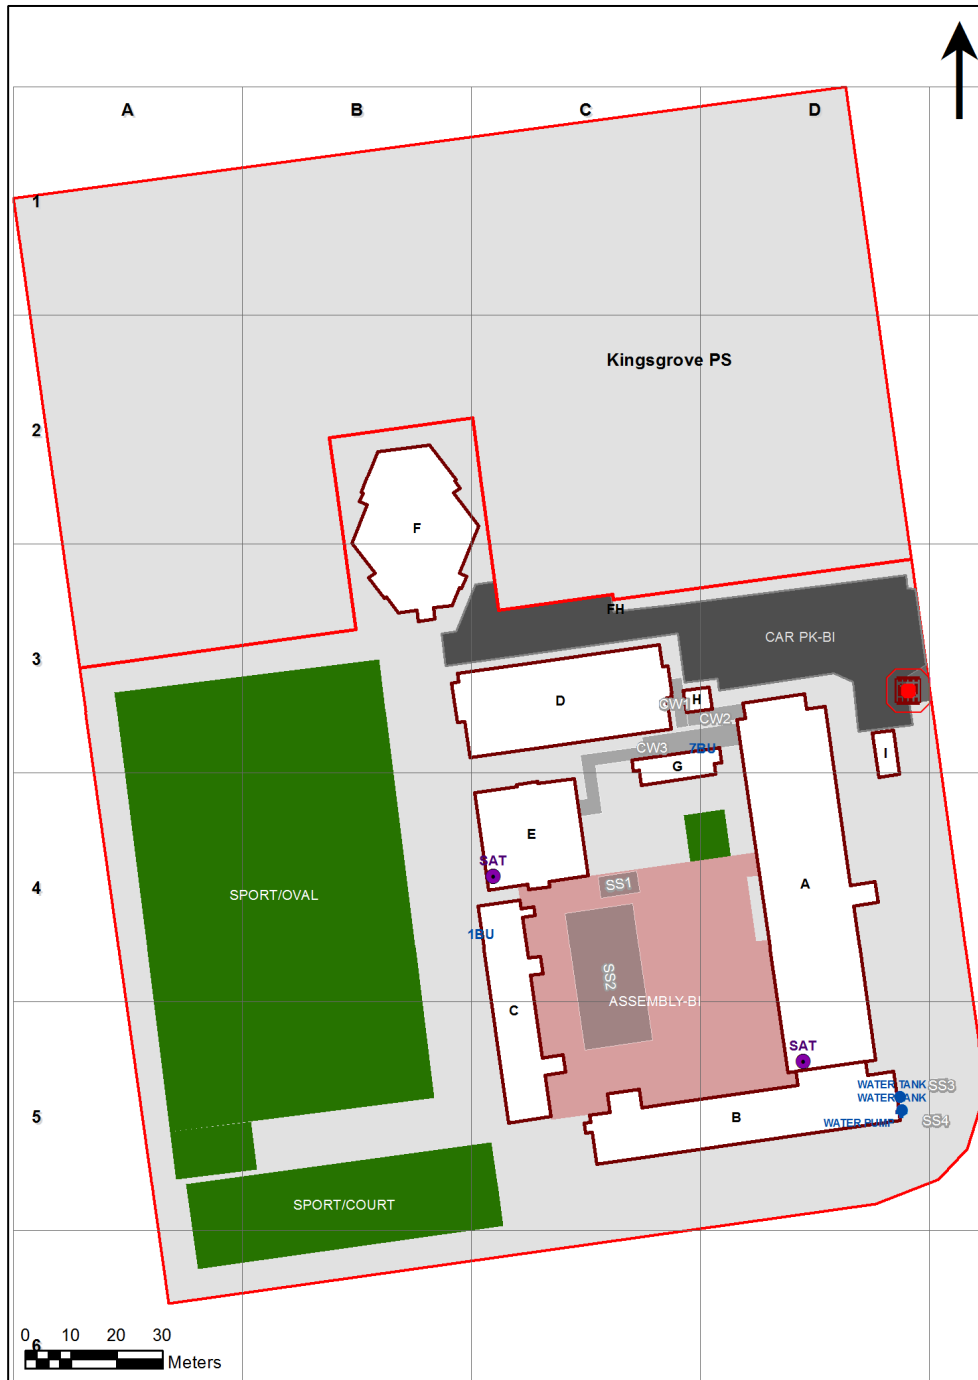 A B C D
1
Kingsgrove PS
2
F
FH
3
CAR PK-BI
D
H
CW1
CW2
CW3
7BU
G
I
E
SAT
4
SPORT/OVAL
SS1
A
1BU
SS2
ASSEMBLY-BI
C
SAT
WATER TANK
SS3
WATER TANK
5
B
WATER PUMP
SS4
SPORT/COURT
0 10 20 30
6
Meters